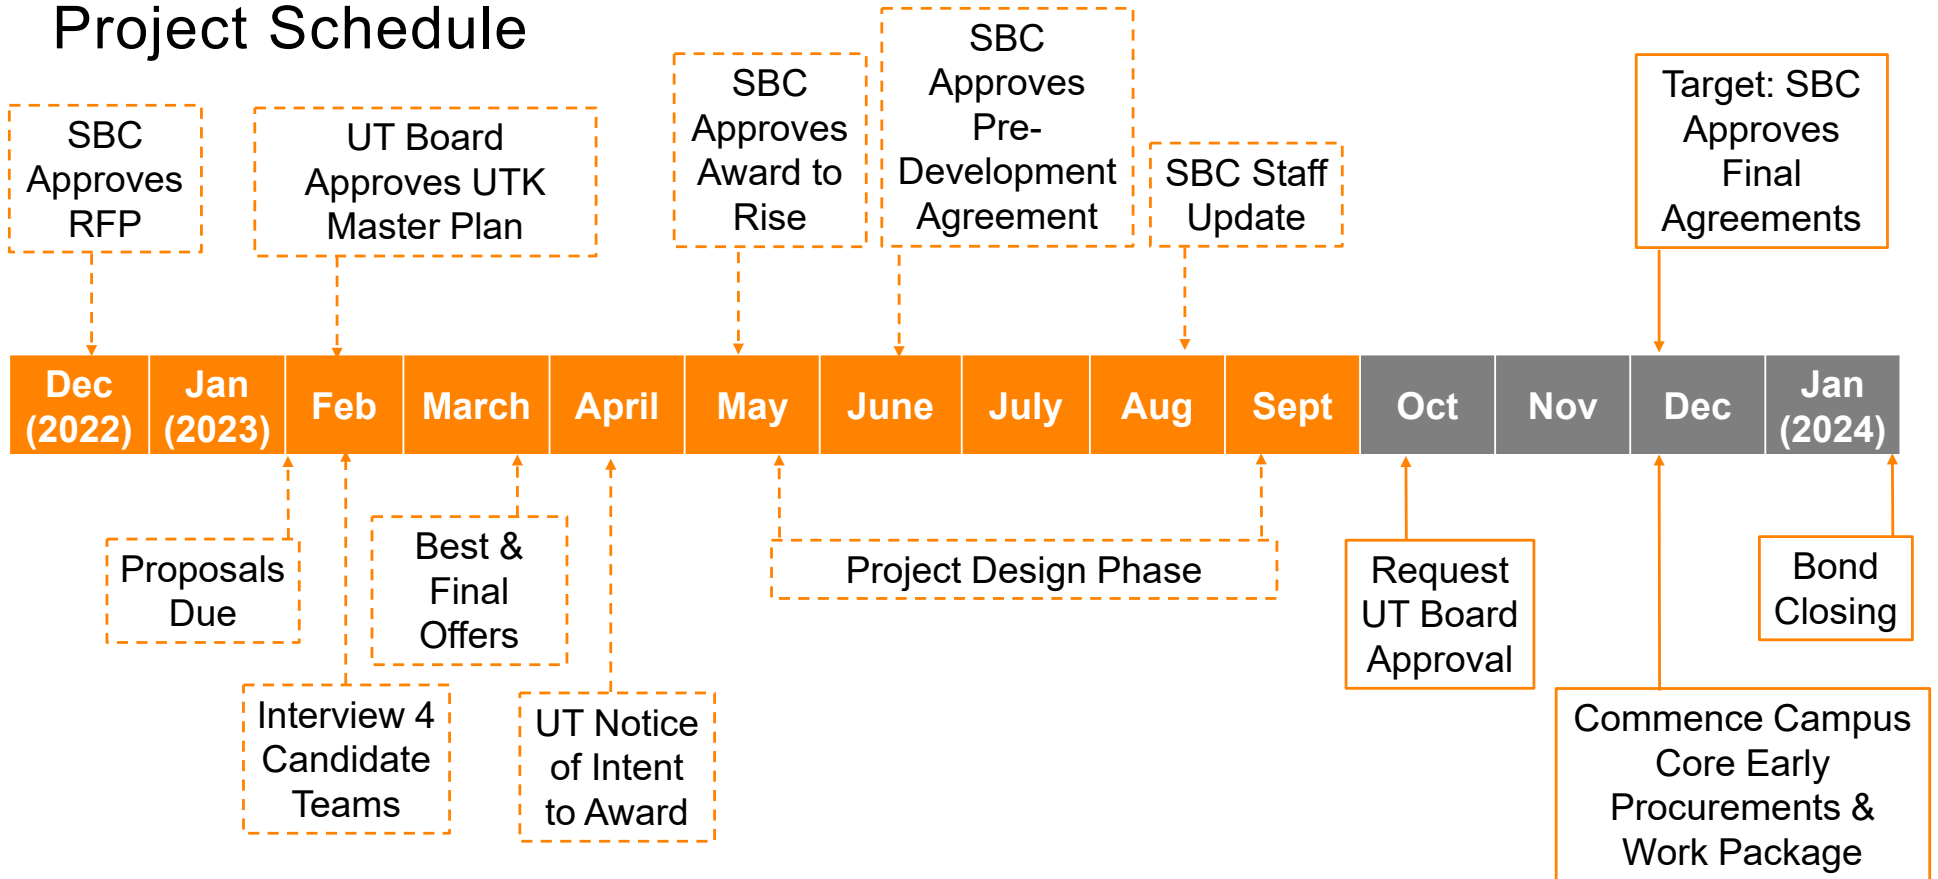 Project Schedule
SBC
Approves
RFP
UT Board
Approves UTK
Master Plan
SBC
Approves
Award to
Rise
SBC
Approves
Pre-
Development
Agreement
SBC Staff
Update
Target: SBC
Approves
Final
Agreements
Dec
(2022)
Jan
(2023)
Feb
March
April
May
June
July
Aug
Sept
Oct
Nov
Dec
Jan
(2024)
Proposals
Due
Interview 4
Candidate
Teams
Best &
Final
Offers
UT Notice
of Intent
to Award
Project Design Phase
Request
UT Board
Approval
Commence Campus
Core Early
Procurements &
Work Package
Bond
Closing